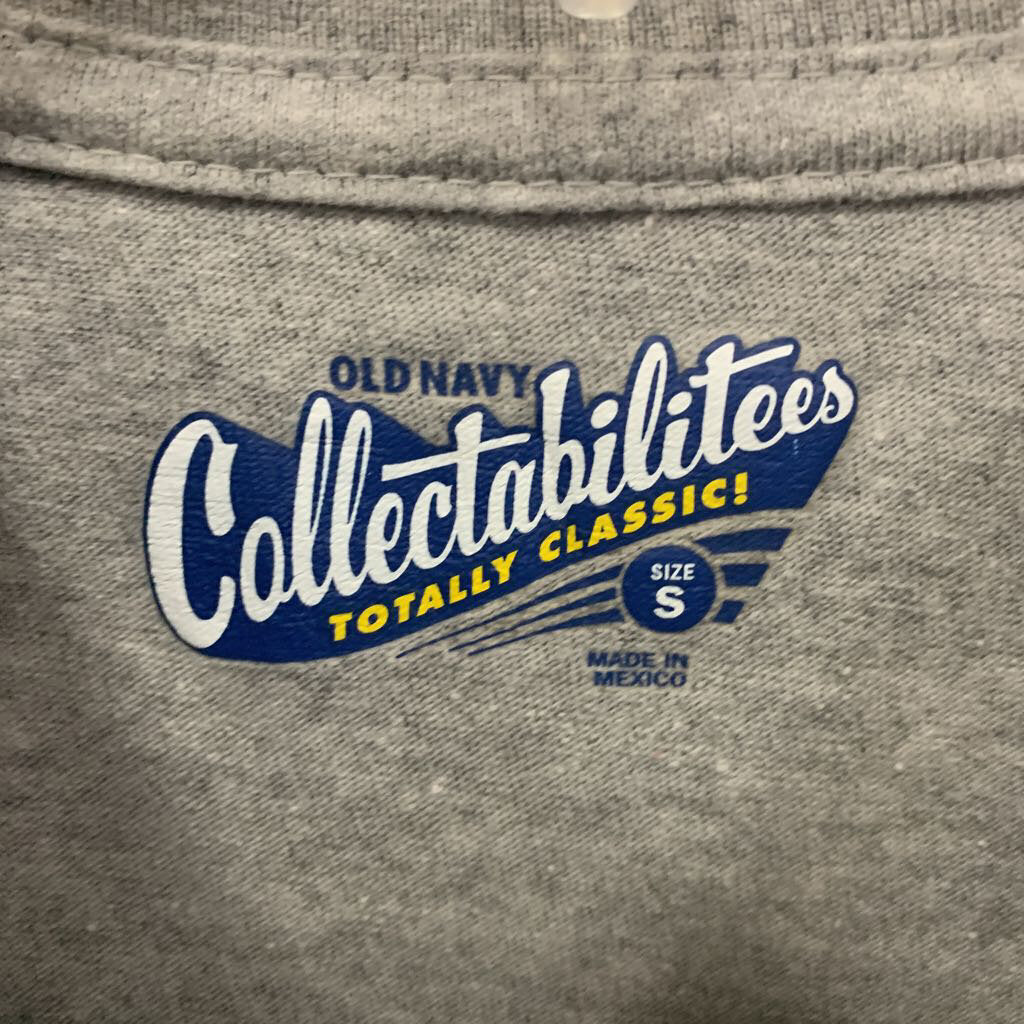 OLD NAVY
Collectabilitees
TOTALLY CLASSIC!
SIZE
S
MADE IN
MEXICO